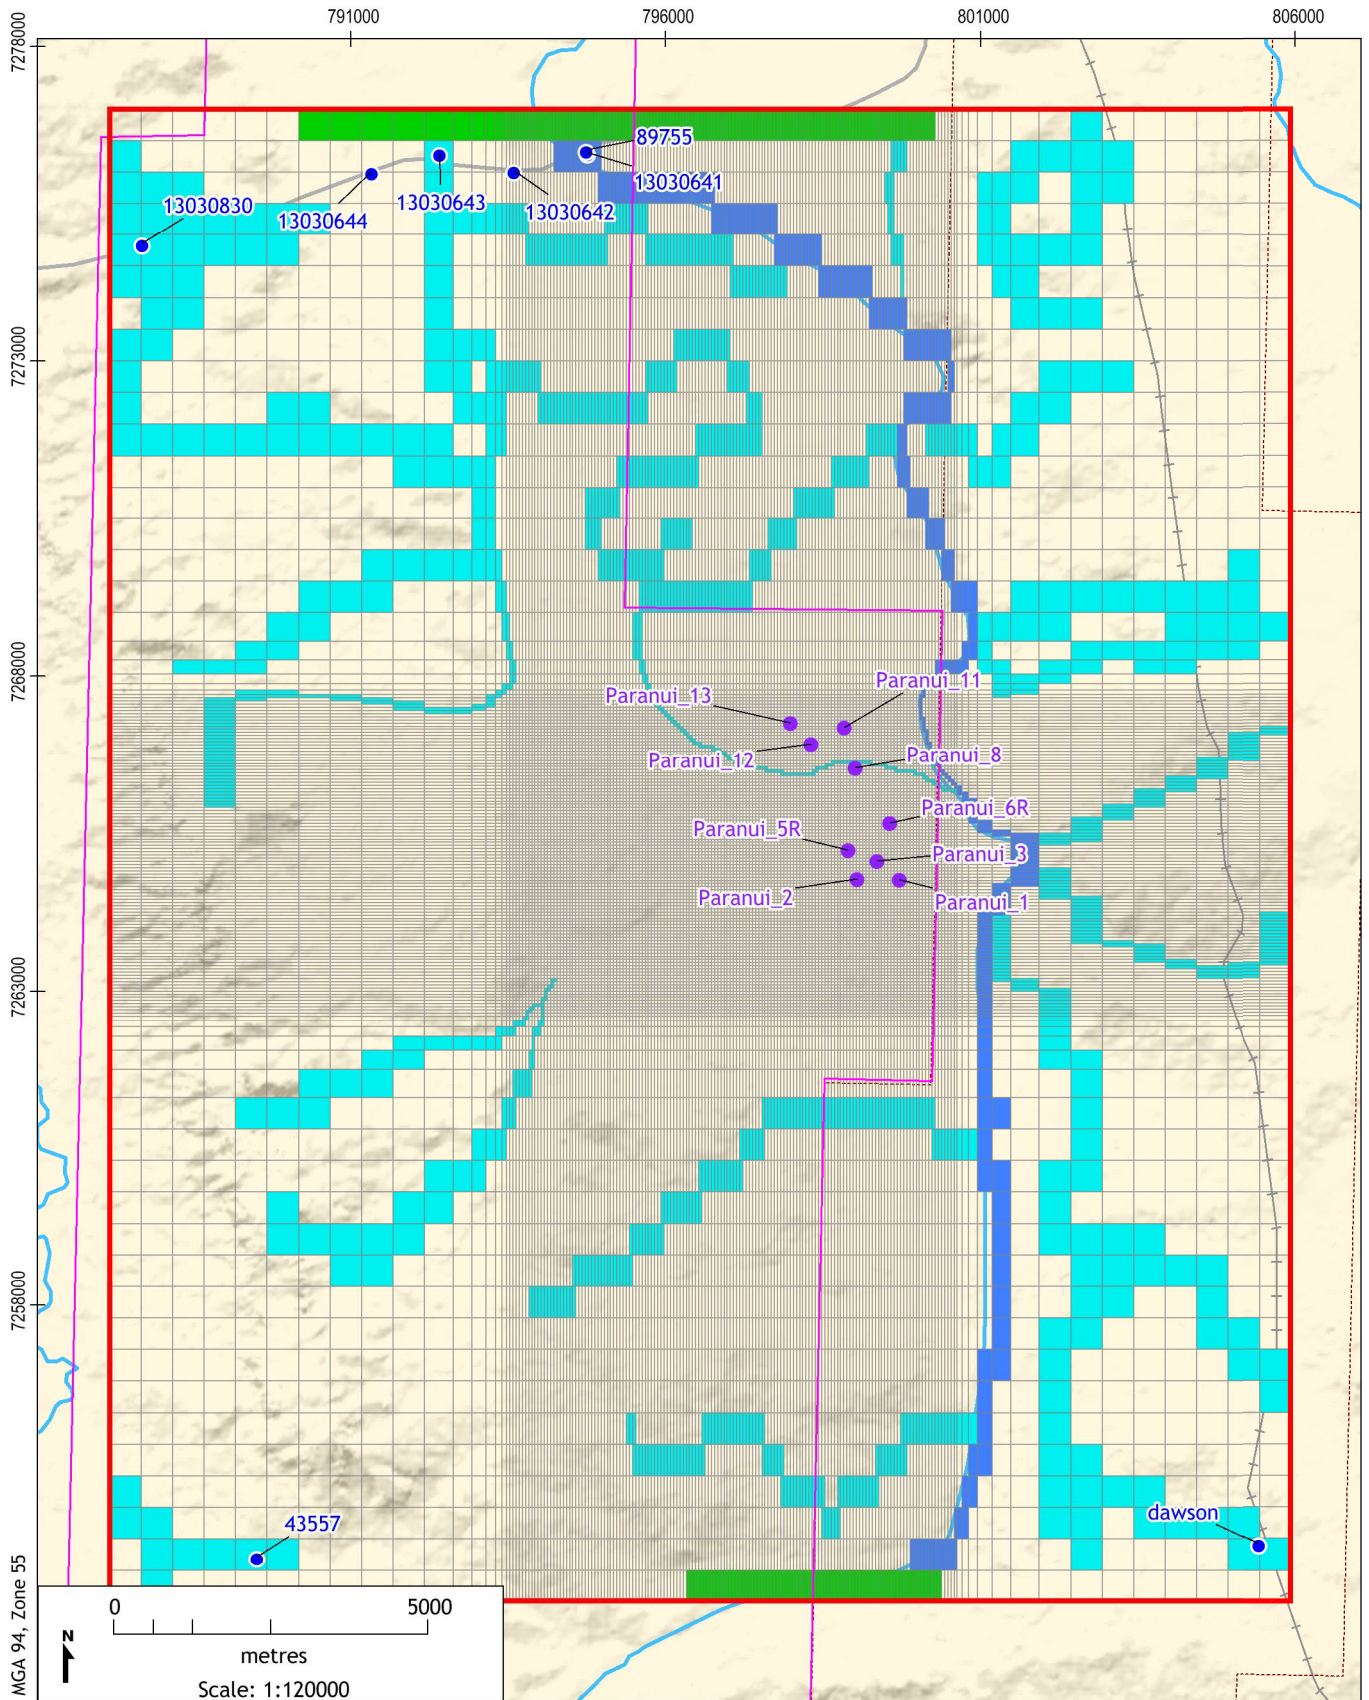 791000
796000
801000
806000
7278000
7273000
7268000
7263000
7258000
89755
13030641
13030643
13030642
13030644
13030830
Paranui_11
Paranui_13
Paranui_12
Paranui_8
Paranui_6R
Paranui_5R
Paranui_3
Paranui_2
Paranui_1
43557
dawson
MGA 94, Zone 55
0 5000
N
metres
Scale: 1:120000